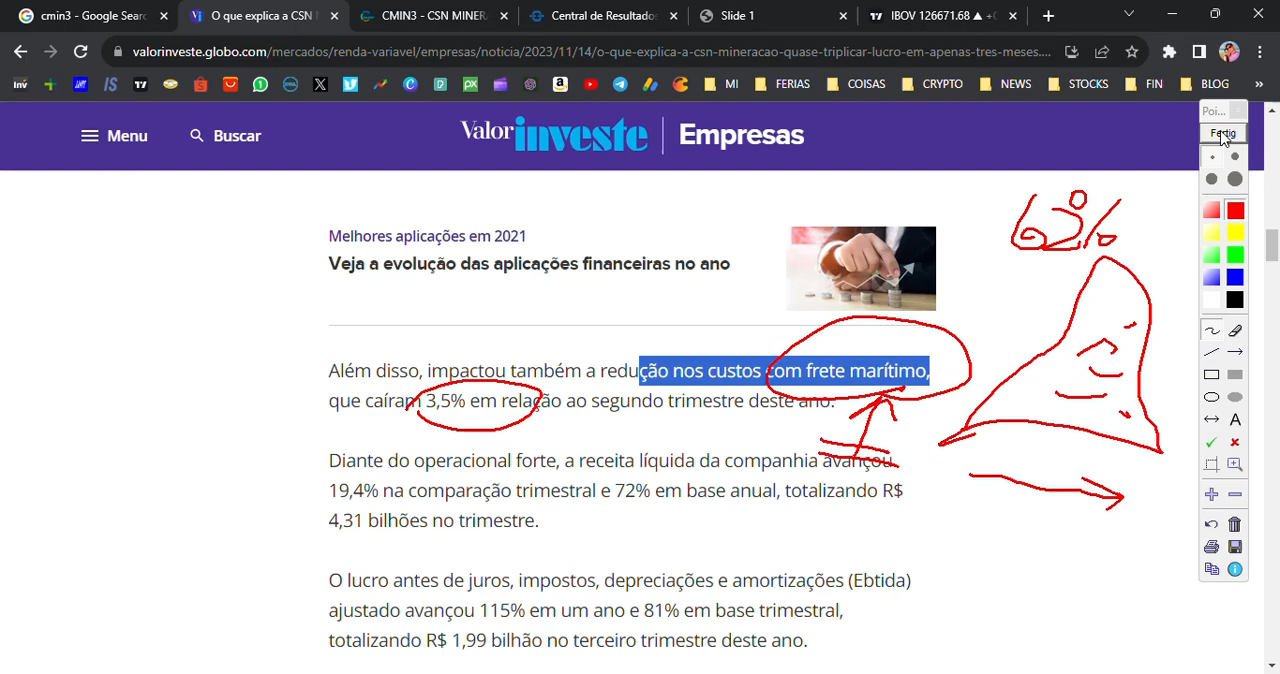 cmin3 - Google Searc
O que explica a CSN
CMIN3 - CSN MINERA
Central de Resultados
Slide 1
IBOV 126671.68 ▲ +0
valorinveste.globo.com/mercados/renda-variavel/empresas/noticia/2023/11/14/o-que-explica-a-csn-mineracao-quase-triplicar-lucro-em-apenas-tres-meses....
MI
FERIAS
COISAS
CRYPTO
NEWS
STOCKS
FIN
BLOG
»
Poi...
Fertig
Menu
Buscar
Valor investe
Empresas
Melhores aplicações em 2021
Veja a evolução das aplicações financeiras no ano
Além disso, impactou também a redução nos custos com frete marítimo,
que caíram 3,5% em relação ao segundo trimestre deste ano.
Diante do operacional forte, a receita líquida da companhia avançou
19,4% na comparação trimestral e 72% em base anual, totalizando R$
4,31 bilhões no trimestre.
O lucro antes de juros, impostos, depreciações e amortizações (Ebtida)
ajustado avançou 115% em um ano e 81% em base trimestral,
totalizando R$ 1,99 bilhão no terceiro trimestre deste ano.
A